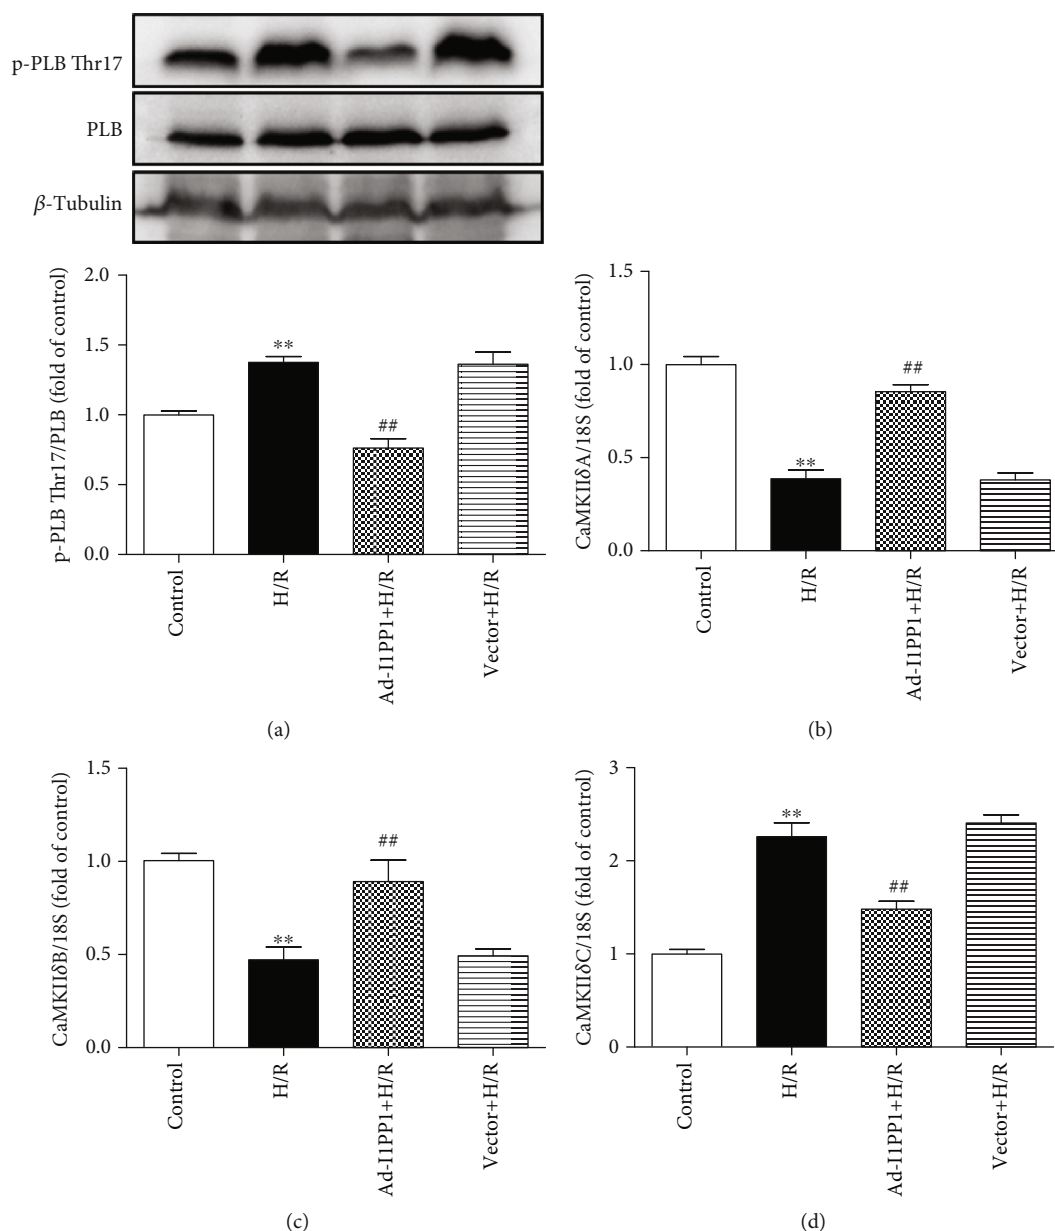 p-PLB Thr17
PLB
β-Tubulin
p-PLB Thr17/PLB (fold of control)
2.0
1.5
1.0
0.5
0.0
**
##
Control
H/R
Ad-I1PP1+H/R
Vector+H/R
(a)
CaMKIIδA/18S (fold of control)
1.5
1.0
0.5
0.0
**
##
Control
H/R
Ad-I1PP1+H/R
Vector+H/R
(b)
CaMKIIδB/18S (fold of control)
1.5
1.0
0.5
0.0
**
##
Control
H/R
Ad-I1PP1+H/R
Vector+H/R
(c)
CaMKIIδC/18S (fold of control)
3
2
1
0
**
##
Control
H/R
Ad-I1PP1+H/R
Vector+H/R
(d)